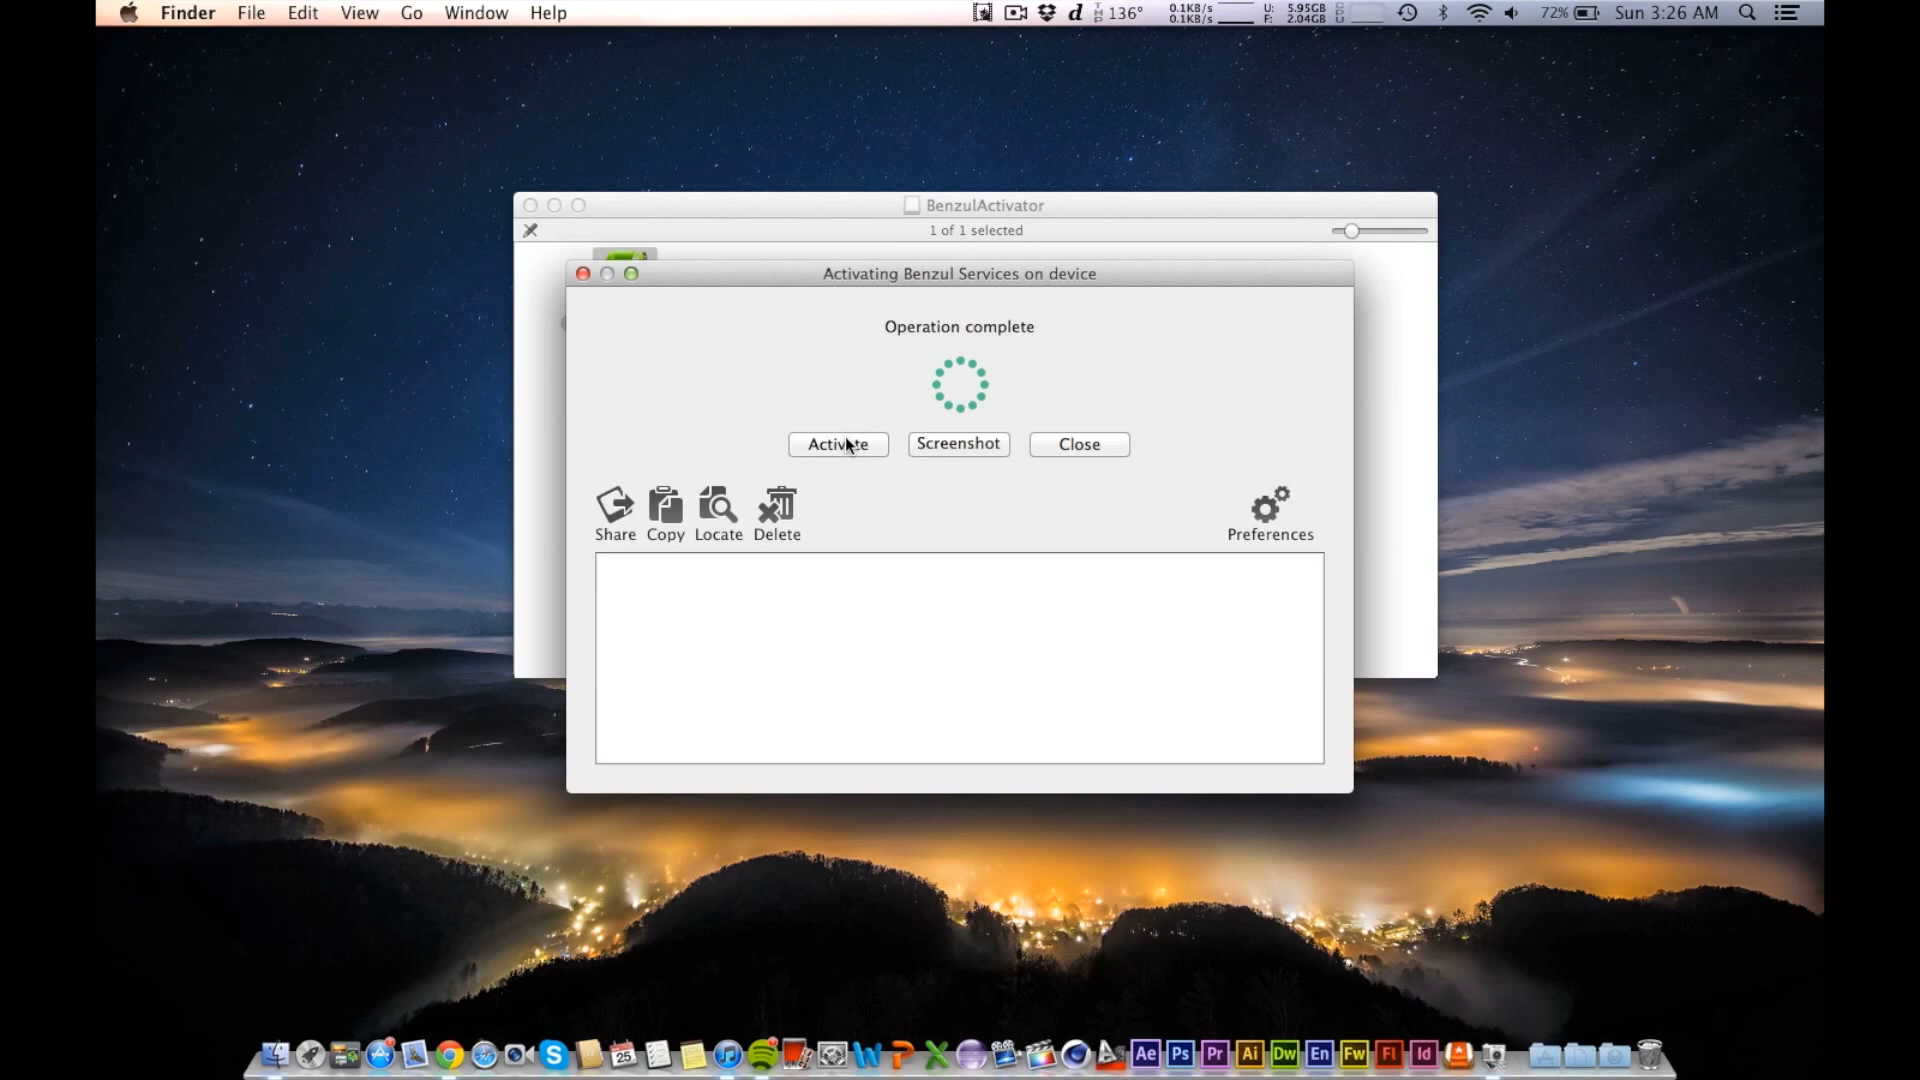 Finder File Edit View Go Window Help 136° 0.1KB/s 0.1KB/s U: 5.95GB F: 2.04GB 72% Sun 3:26 AM
BenzulActivator
1 of 1 selected
Activating Benzul Services on device
Operation complete
Activate Screenshot Close
Share Copy Locate Delete Preferences
25 Ae Ps Pr Ai Dw En Fw Fl Id